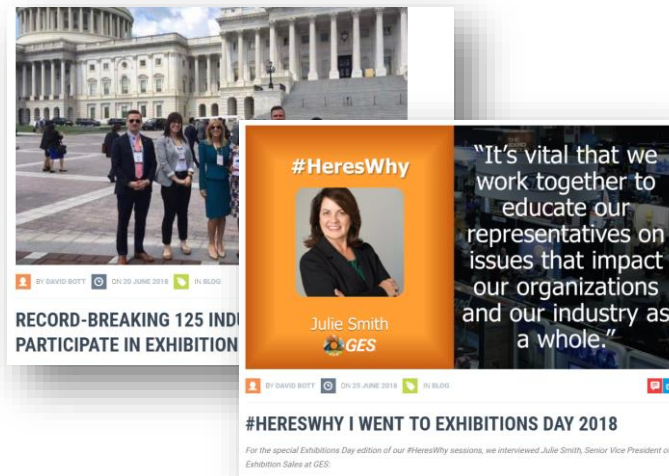 BY DAVID BOTT ON 20 JUNE 2018 IN BLOG
RECORD-BREAKING 125
PARTICIPATE IN EXHIBITION
#HeresWhy
Julie Smith
GES
"It's vital that we
work together to
educate our
representatives on
issues that impact
our organizations
and our industry as
a whole."
BY DAVID BOTT ON 25 JUNE 2018 IN BLOG
#HERESWHY I WENT TO EXHIBITIONS DAY 2018
For the special Exhibitions Day edition of our #HeresWhy sessions, we interviewed Julie Smith, Senior Vice President
Exhibition Sales at GES: